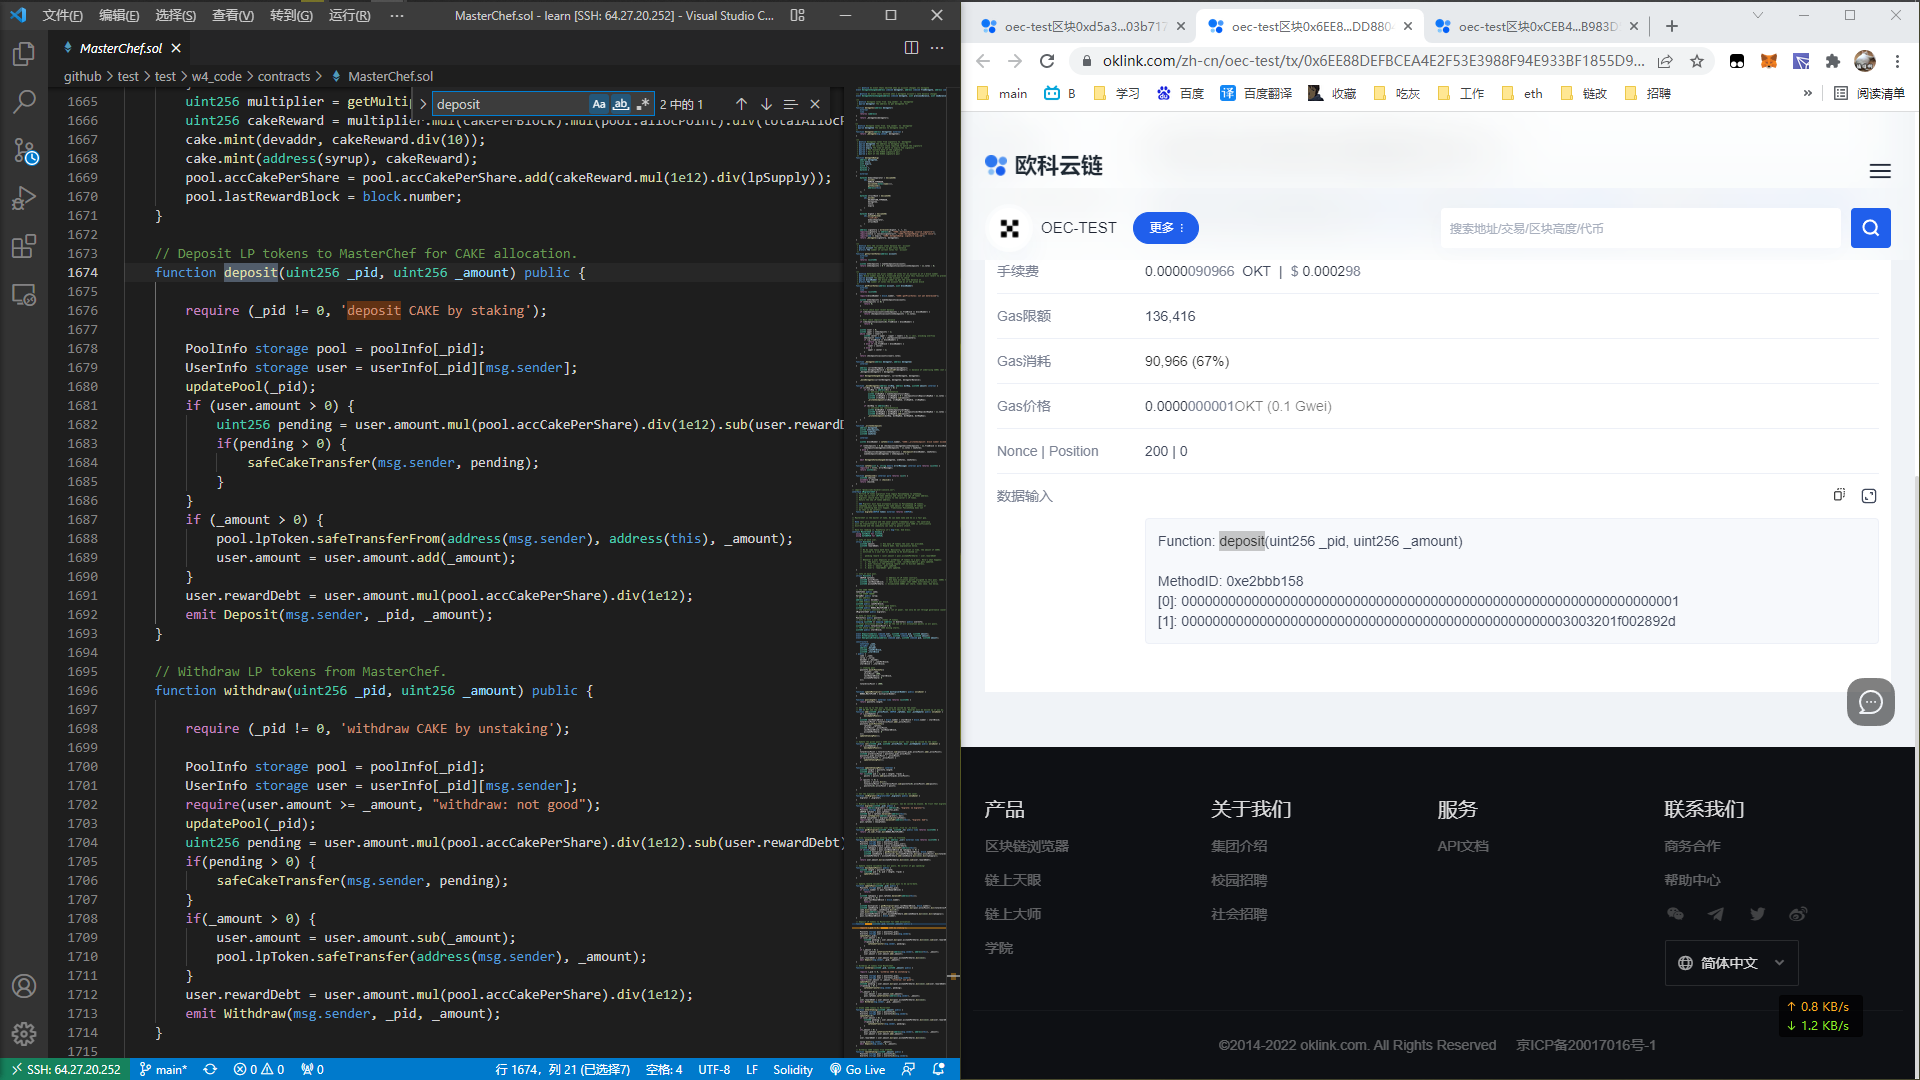 文件(F) 编辑(E) 选择(S) 查看(V) 转到(G) 运行(R) ··· MasterChef.sol - learn [SSH: 64.27.20.252] - Visual Studio C...
MasterChef.sol
github > test > test > w4_code > contracts > MasterChef.sol
deposit Aa ab .* 2 中的 1
1665 uint256 multiplier = getMultip
1666 uint256 cakeReward = multiplier.mul(cakePerBlock).mul(pool.allocPoint).div(totalAllocP
1667 cake.mint(devaddr, cakeReward.div(10));
1668 cake.mint(address(syrup), cakeReward);
1669 pool.accCakePerShare = pool.accCakePerShare.add(cakeReward.mul(1e12).div(lpSupply));
1670 pool.lastRewardBlock = block.number;
1671 }
1672
1673 // Deposit LP tokens to MasterChef for CAKE allocation.
1674 function deposit(uint256 _pid, uint256 _amount) public {
1675
1676 require (_pid != 0, 'deposit CAKE by staking');
1677
1678 PoolInfo storage pool = poolInfo[_pid];
1679 UserInfo storage user = userInfo[_pid][msg.sender];
1680 updatePool(_pid);
1681 if (user.amount > 0) {
1682 uint256 pending = user.amount.mul(pool.accCakePerShare).div(1e12).sub(user.rewardD
1683 if(pending > 0) {
1684 safeCakeTransfer(msg.sender, pending);
1685 }
1686 }
1687 if (_amount > 0) {
1688 pool.lpToken.safeTransferFrom(address(msg.sender), address(this), _amount);
1689 user.amount = user.amount.add(_amount);
1690 }
1691 user.rewardDebt = user.amount.mul(pool.accCakePerShare).div(1e12);
1692 emit Deposit(msg.sender, _pid, _amount);
1693 }
1694
1695 // Withdraw LP tokens from MasterChef.
1696 function withdraw(uint256 _pid, uint256 _amount) public {
1697
1698 require (_pid != 0, 'withdraw CAKE by unstaking');
1699
1700 PoolInfo storage pool = poolInfo[_pid];
1701 UserInfo storage user = userInfo[_pid][msg.sender];
1702 require(user.amount >= _amount, "withdraw: not good");
1703 updatePool(_pid);
1704 uint256 pending = user.amount.mul(pool.accCakePerShare).div(1e12).sub(user.rewardDebt)
1705 if(pending > 0) {
1706 safeCakeTransfer(msg.sender, pending);
1707 }
1708 if(_amount > 0) {
1709 user.amount = user.amount.sub(_amount);
1710 pool.lpToken.safeTransfer(address(msg.sender), _amount);
1711 }
1712 user.rewardDebt = user.amount.mul(pool.accCakePerShare).div(1e12);
1713 emit Withdraw(msg.sender, _pid, _amount);
1714 }
1715
SSH: 64.27.20.252 main* 0 0 0 行 1674，列 21 (已选择7) 空格: 4 UTF-8 LF Solidity Go Live
oec-test区块0xd5a3...03b717 oec-test区块0x6EE8...DD880 oec-test区块0xCEB4...B983D
oklink.com/zh-cn/oec-test/tx/0x6EE88DEFBCEA4E2F53E3988F94E933BF1855D9...
main B 学习 百度 百度翻译 收藏 吃灰 工作 eth 链改 招聘 » 阅读清单
欧科云链
OEC-TEST 更多 搜索地址/交易/区块高度/代币
手续费 0.0000090966 OKT | $ 0.000298
Gas限额 136,416
Gas消耗 90,966 (67%)
Gas价格 0.0000000001OKT (0.1 Gwei)
Nonce | Position 200 | 0
数据输入
Function: deposit(uint256 _pid, uint256 _amount)
MethodID: 0xe2bbb158
[0]: 0000000000000000000000000000000000000000000000000000000000000001
[1]: 000000000000000000000000000000000000000000000000003003201f002892d
产品 关于我们 服务 联系我们
区块链浏览器 集团介绍 API文档 商务合作
链上天眼 校园招聘 帮助中心
链上大师 社会招聘
学院
简体中文
↑ 0.8 KB/s
↓ 1.2 KB/s
©2014-2022 oklink.com. All Rights Reserved 京ICP备20017016号-1